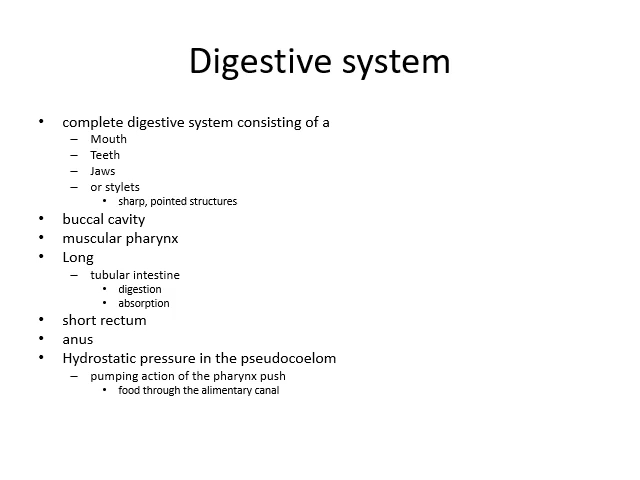 Digestive system
• complete digestive system consisting of a
– Mouth
– Teeth
– Jaws
– or stylets
• sharp, pointed structures
• buccal cavity
• muscular pharynx
• Long
– tubular intestine
• digestion
• absorption
• short rectum
• anus
• Hydrostatic pressure in the pseudocoelom
– pumping action of the pharynx push
• food through the alimentary canal